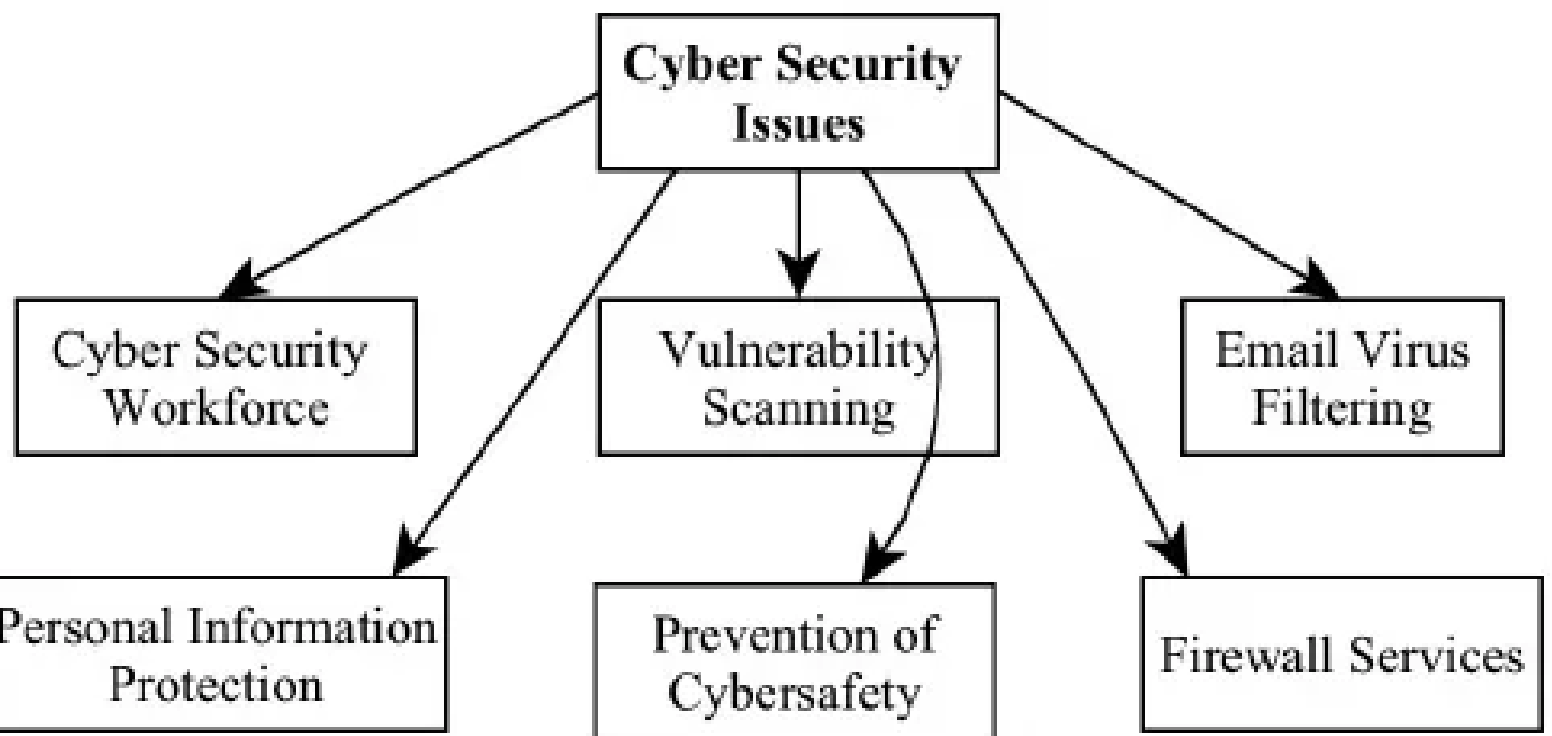 Cyber Security
Issues
Cyber Security
Workforce
Vulnerability
Scanning
Email Virus
Filtering
Personal Information
Protection
Prevention of
Cybersafety
Firewall Services